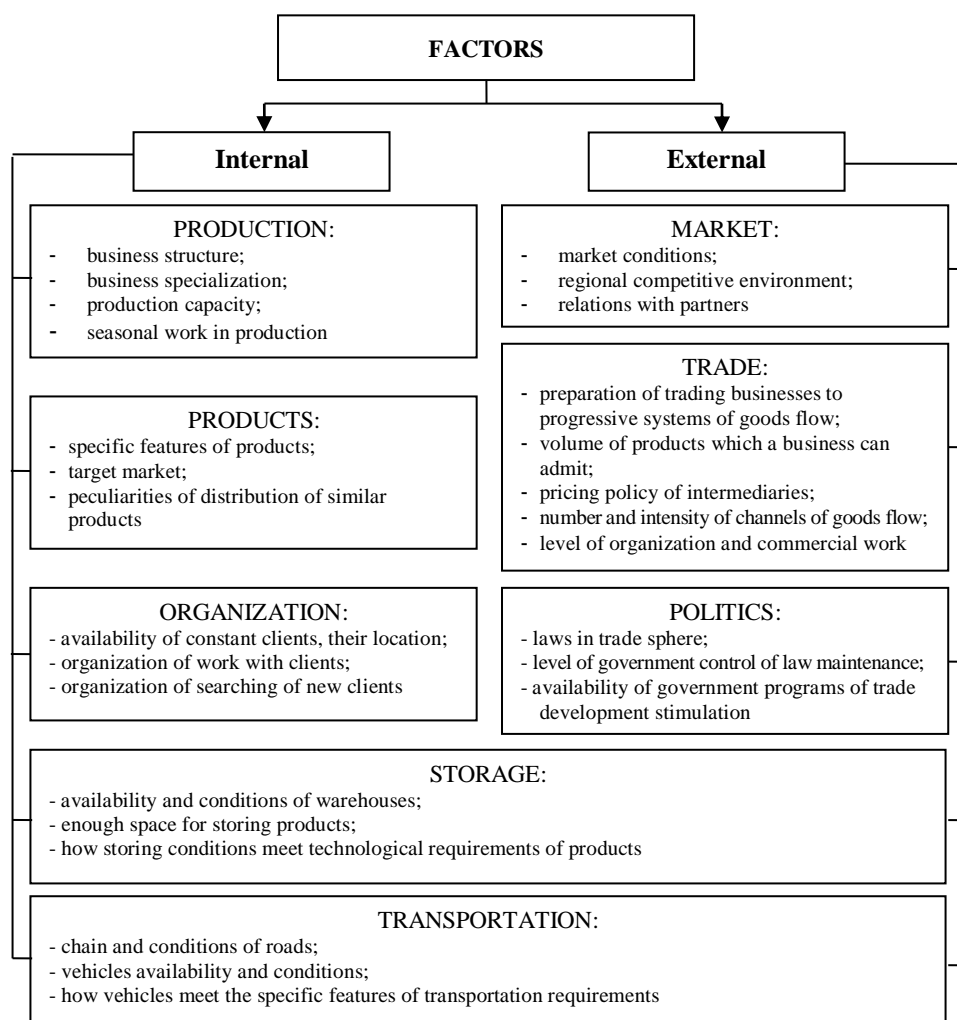 FACTORS
Internal
External
PRODUCTION:
- business structure;
- business specialization;
- production capacity;
- seasonal work in production
PRODUCTS:
- specific features of products;
- target market;
- peculiarities of distribution of similar
products
ORGANIZATION:
- availability of constant clients, their location;
- organization of work with clients;
- organization of searching of new clients
MARKET:
- market conditions;
- regional competitive environment;
- relations with partners
TRADE:
- preparation of trading businesses to
progressive systems of goods flow;
- volume of products which a business can
admit;
- pricing policy of intermediaries;
- number and intensity of channels of goods flow;
- level of organization and commercial work
POLITICS:
- laws in trade sphere;
- level of government control of law maintenance;
- availability of government programs of trade
development stimulation
STORAGE:
- availability and conditions of warehouses;
- enough space for storing products;
- how storing conditions meet technological requirements of products
TRANSPORTATION:
- chain and conditions of roads;
- vehicles availability and conditions;
- how vehicles meet the specific features of transportation requirements